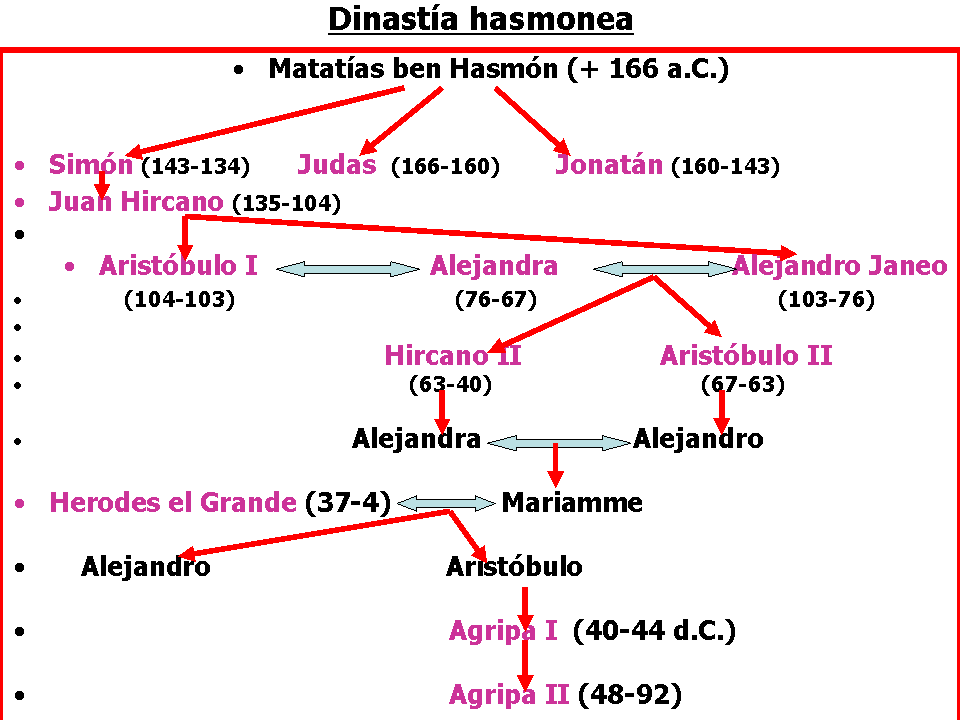 Dinastía hasmonea
• Matatías ben Hasmón (+ 166 a.C.)
• Simón (143-134) Judas (166-160) Jonatán (160-143)
• Juan Hircano (135-104)
•
• Aristóbulo I Alejandra Alejandro Janeo
• (104-103) (76-67) (103-76)
•
• Hircano II Aristóbulo II
• (63-40) (67-63)
• Alejandra Alejandro
• Herodes el Grande (37-4) Mariamme
• Alejandro Aristóbulo
• Agripa I (40-44 d.C.)
• Agripa II (48-92)